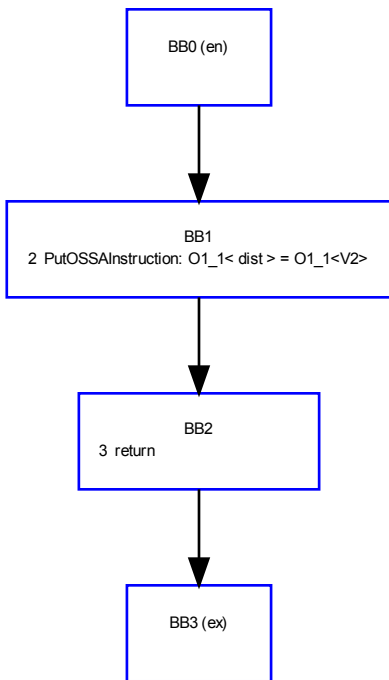 BB0 (en)
BB1
2 PutOSSAInstruction: O1_1< dist > = O1_1<V2>
BB2
3 return
BB3 (ex)